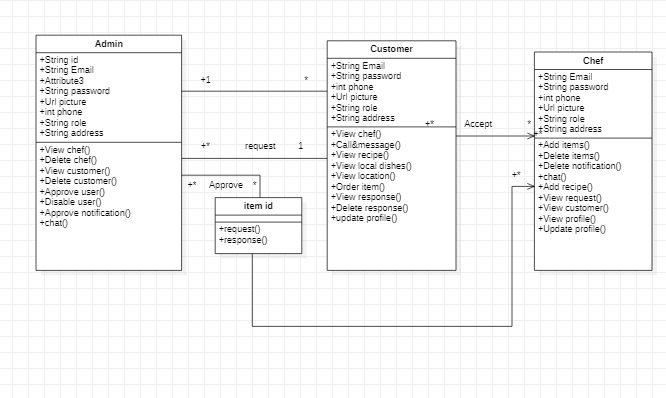 Admin
+String id
+String Email
+Attribute3
+String password
+Url picture
+int phone
+String role
+String address
+View chef()
+Delete chef()
+View customer()
+Delete customer()
+Approve user()
+Disable user()
+Approve notification()
+chat()
+1
*
+*
request
1
+*
Approve
*
item id
+request()
+response()
Customer
+String Email
+String password
+int phone
+Url picture
+String role
+String address
+View chef()
+Call&message()
+View recipe()
+View local dishes()
+View location()
+Order item()
+View response()
+Delete response()
+update profile()
+*
Accept
*
+*
Chef
+String Email
+String password
+int phone
+Url picture
+String role
+String address
+Add items()
+Delete items()
+Delete notification()
+chat()
+Add recipe()
+View request()
+View customer()
+View profile()
+Update profile()